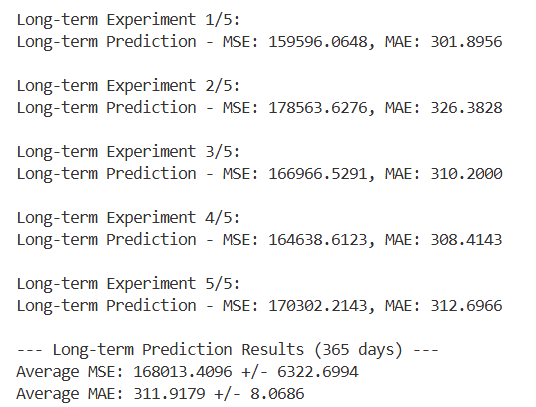 Long-term Experiment 1/5:
Long-term Prediction - MSE: 159596.0648, MAE: 301.8956
Long-term Experiment 2/5:
Long-term Prediction - MSE: 178563.6276, MAE: 326.3828
Long-term Experiment 3/5:
Long-term Prediction - MSE: 166966.5291, MAE: 310.2000
Long-term Experiment 4/5:
Long-term Prediction - MSE: 164638.6123, MAE: 308.4143
Long-term Experiment 5/5:
Long-term Prediction - MSE: 170302.2143, MAE: 312.6966
--- Long-term Prediction Results (365 days) ---
Average MSE: 168013.4096 +/- 6322.6994
Average MAE: 311.9179 +/- 8.0686